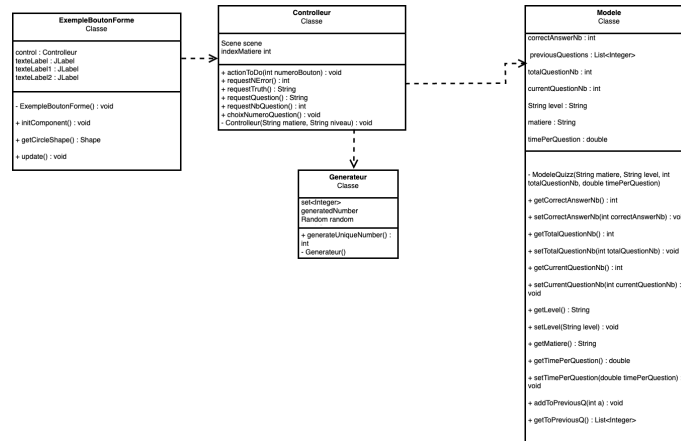 ExempleBoutonForme
Classe
control : Controlleur
texteLabel : JLabel
texteLabel1 : JLabel
texteLabel2 : JLabel
- ExempleBoutonForme() : void
+ initComponent() : void
+ getCircleShape() : Shape
+ update() : void
Controlleur
Classe
Scene scene
indexMatiere int
+ actionToDo(int numeroBouton) : void
+ requestNError() : int
+ requestTruth() : String
+ requestQuestion() : String
+ requestNbQuestion() : int
+ choixNumeroQuestion() : void
- Controlleur(String matiere, String niveau) : void
Generateur
Classe
set<Integer>
generatedNumber
Random random
+ generateUniqueNumber() :
int
- Generateur()
Modele
Classe
correctAnswerNb : int
previousQuestions : List<Integer>
totalQuestionNb : int
currentQuestionNb : int
String level : String
matiere : String
timePerQuestion : double
- ModeleQuizz(String matiere, String level, int
totalQuestionNb, double timePerQuestion)
+ getCorrectAnswerNb() : int
+ setCorrectAnswerNb(int correctAnswerNb) : voi
+ getTotalQuestionNb() : int
+ setTotalQuestionNb(int totalQuestionNb) : void
+ getCurrentQuestionNb() : int
+ setCurrentQuestionNb(int currentQuestionNb) :
void
+ getLevel() : String
+ setLevel(String level) : void
+ getMatiere() : String
+ getTimePerQuestion() : double
+ setTimePerQuestion(double timePerQuestion) :
void
+ addToPreviousQ(int a) : void
+ getToPreviousQ() : List<Integer>